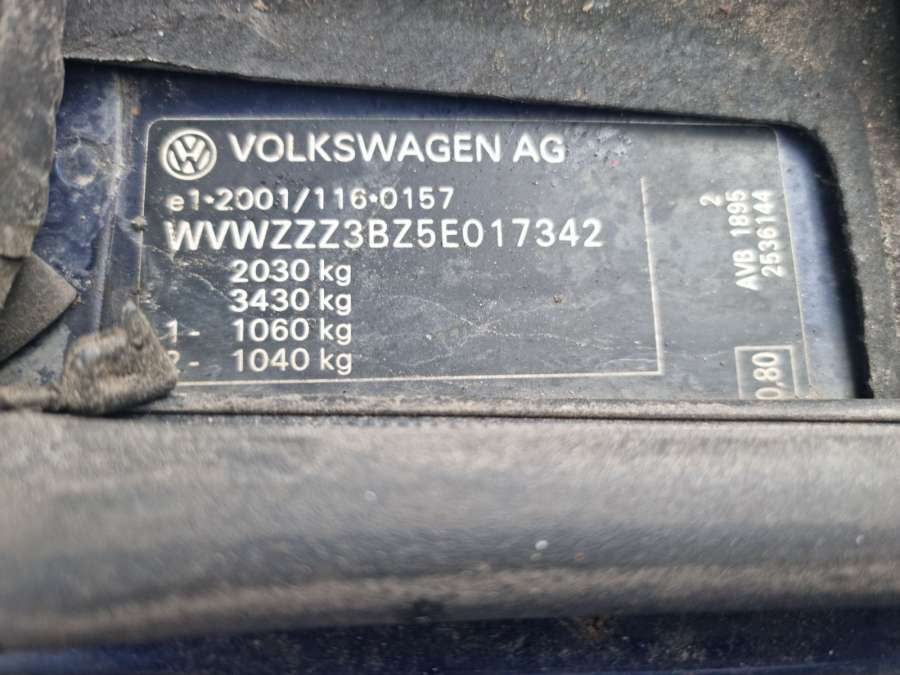 VOLKSWAGEN AG
e1*2001/116*0157
WVWZZZ3BZ5E017342
2030 kg
3430 kg
1 - 1060 kg
2 - 1040 kg
2
AVB 1895
2536144
0,80